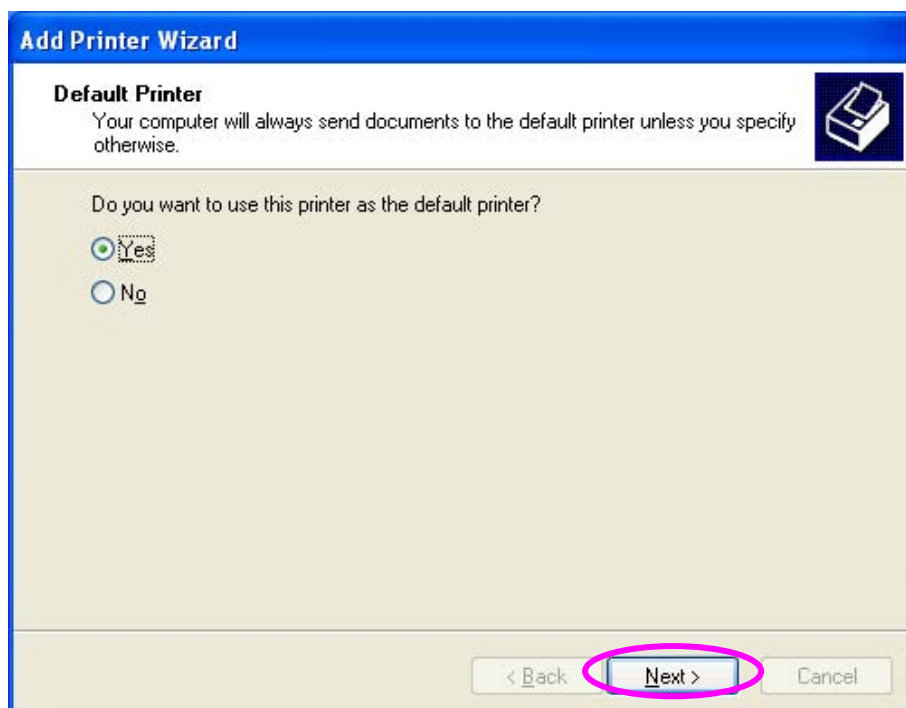 Add Printer Wizard
Default Printer
Your computer will always send documents to the default printer unless you specify
otherwise.
Do you want to use this printer as the default printer?
Yes
No
< Back Next > Cancel